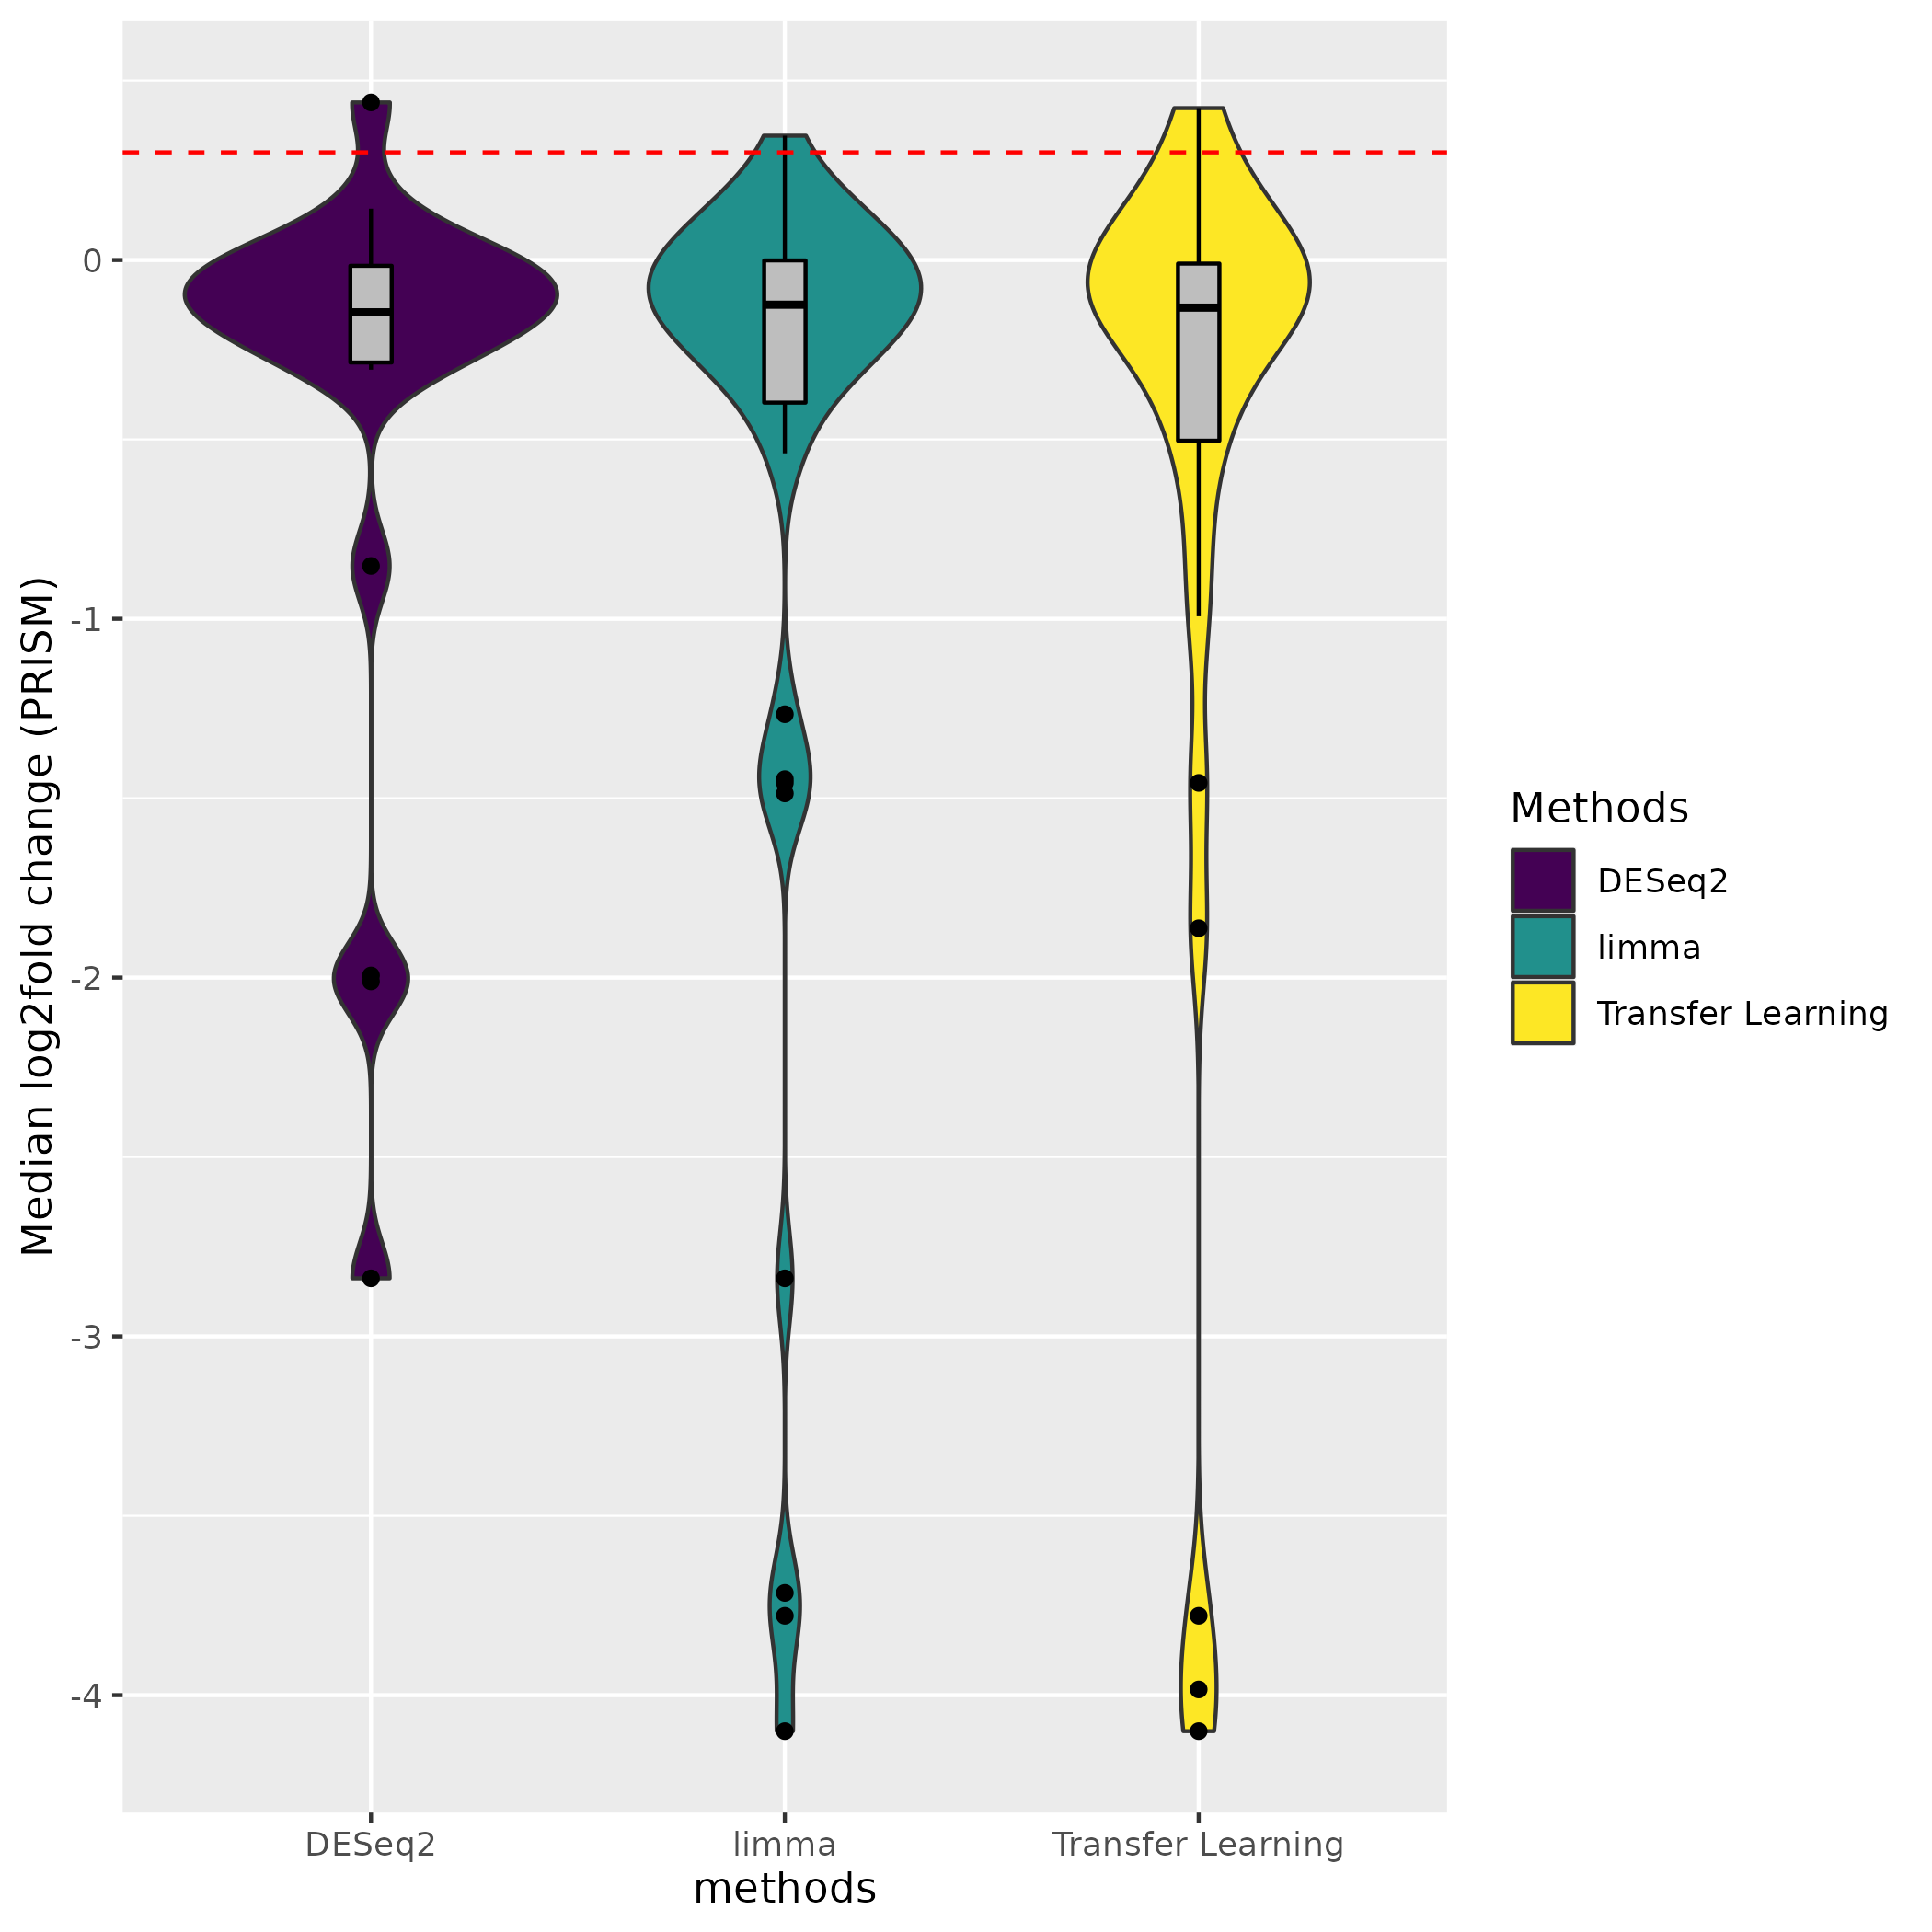 Median log2fold change (PRISM)
0
-1
-2
-3
-4
DESeq2
limma
Transfer Learning
methods
Methods
DESeq2
limma
Transfer Learning